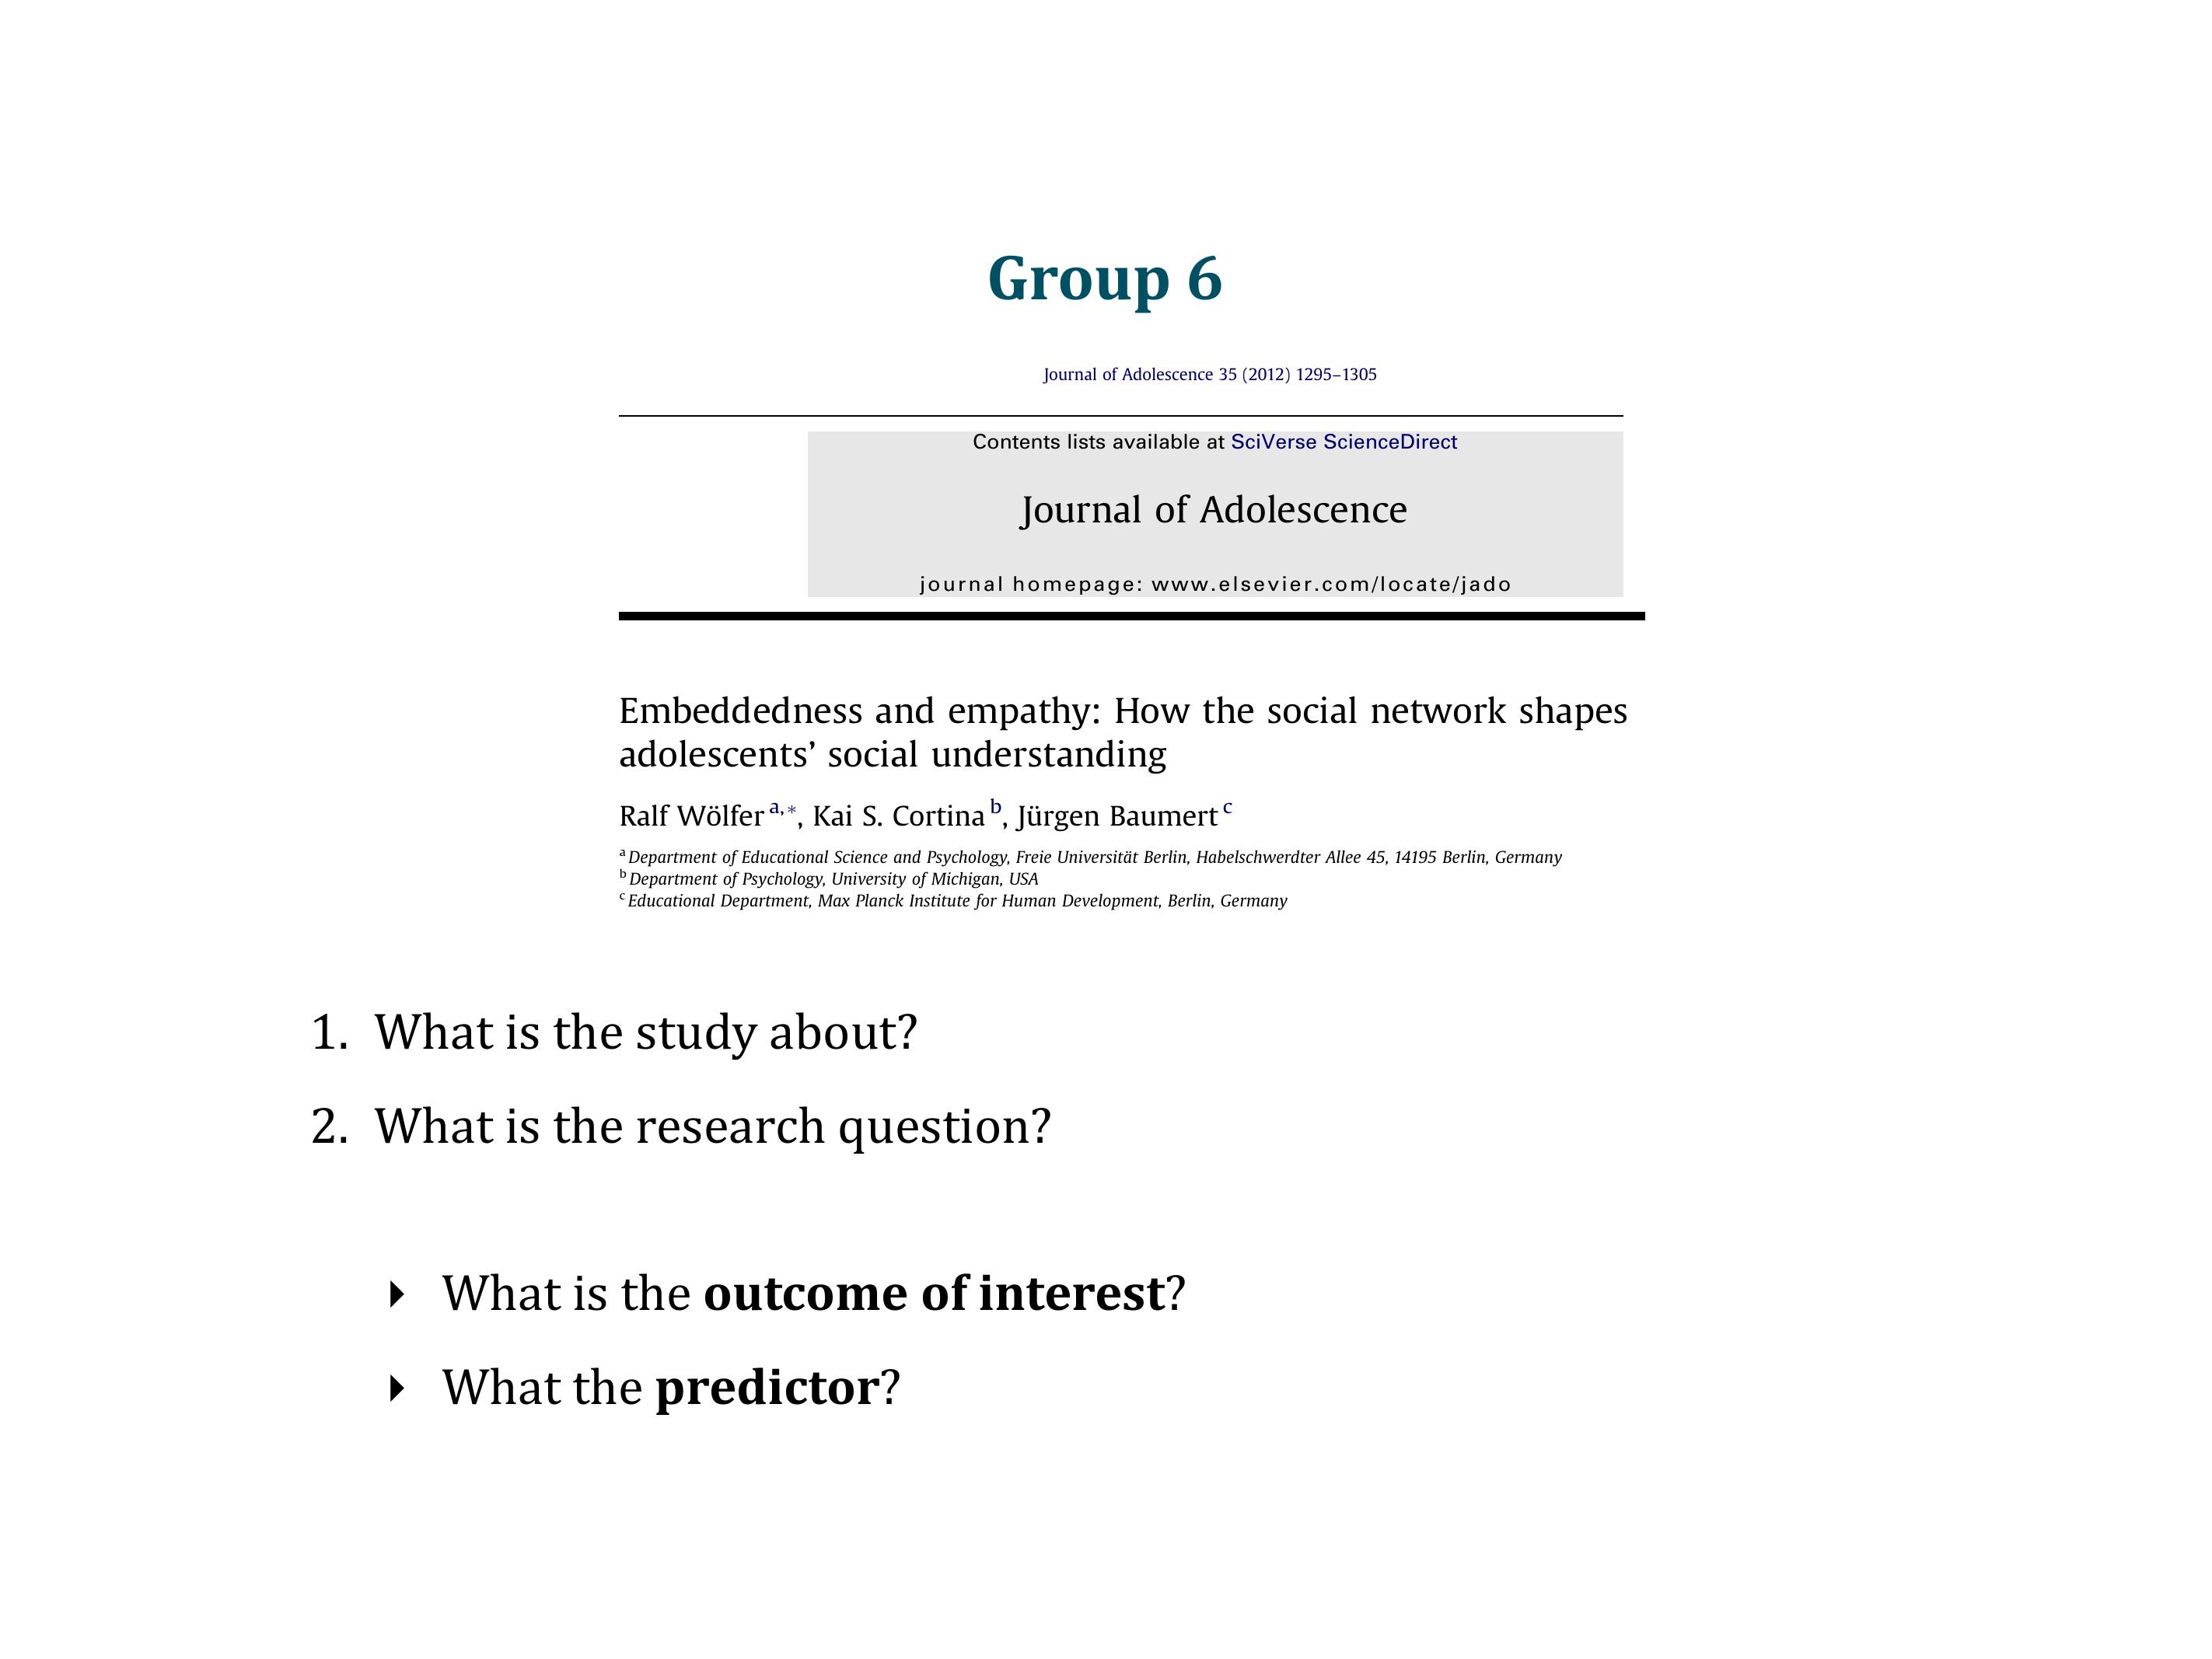 Group 6
Journal of Adolescence 35 (2012) 1295–1305
Contents lists available at SciVerse ScienceDirect
Journal of Adolescence
journal homepage: www.elsevier.com/locate/jado
Embeddedness and empathy: How the social network shapes
adolescents’ social understanding
Ralf Wölfer a,*, Kai S. Cortina b, Jürgen Baumert c
a Department of Educational Science and Psychology, Freie Universität Berlin, Habelschwerdter Allee 45, 14195 Berlin, Germany
b Department of Psychology, University of Michigan, USA
c Educational Department, Max Planck Institute for Human Development, Berlin, Germany
1. What is the study about?
2. What is the research question?
‣ What is the outcome of interest?
‣ What the predictor?